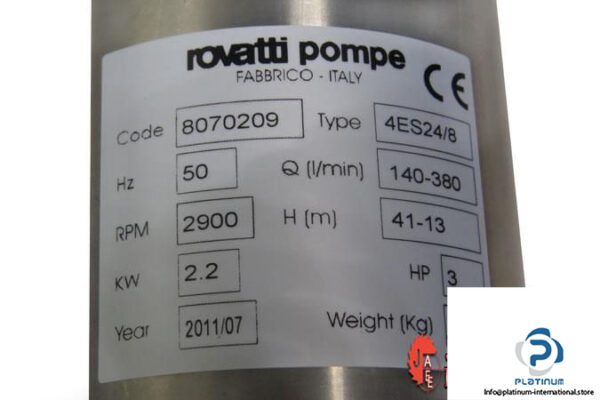 rovatti pompe
FABBRICO - ITALY
CE
Code 8070209 Type 4ES24/8
Hz 50 Q (l/min) 140-380
RPM 2900 H (m) 41-13
KW 2.2 HP 3
Year 2011/07 Weight (Kg)
JAEE
PLATINUM
Info@platinum-international.store